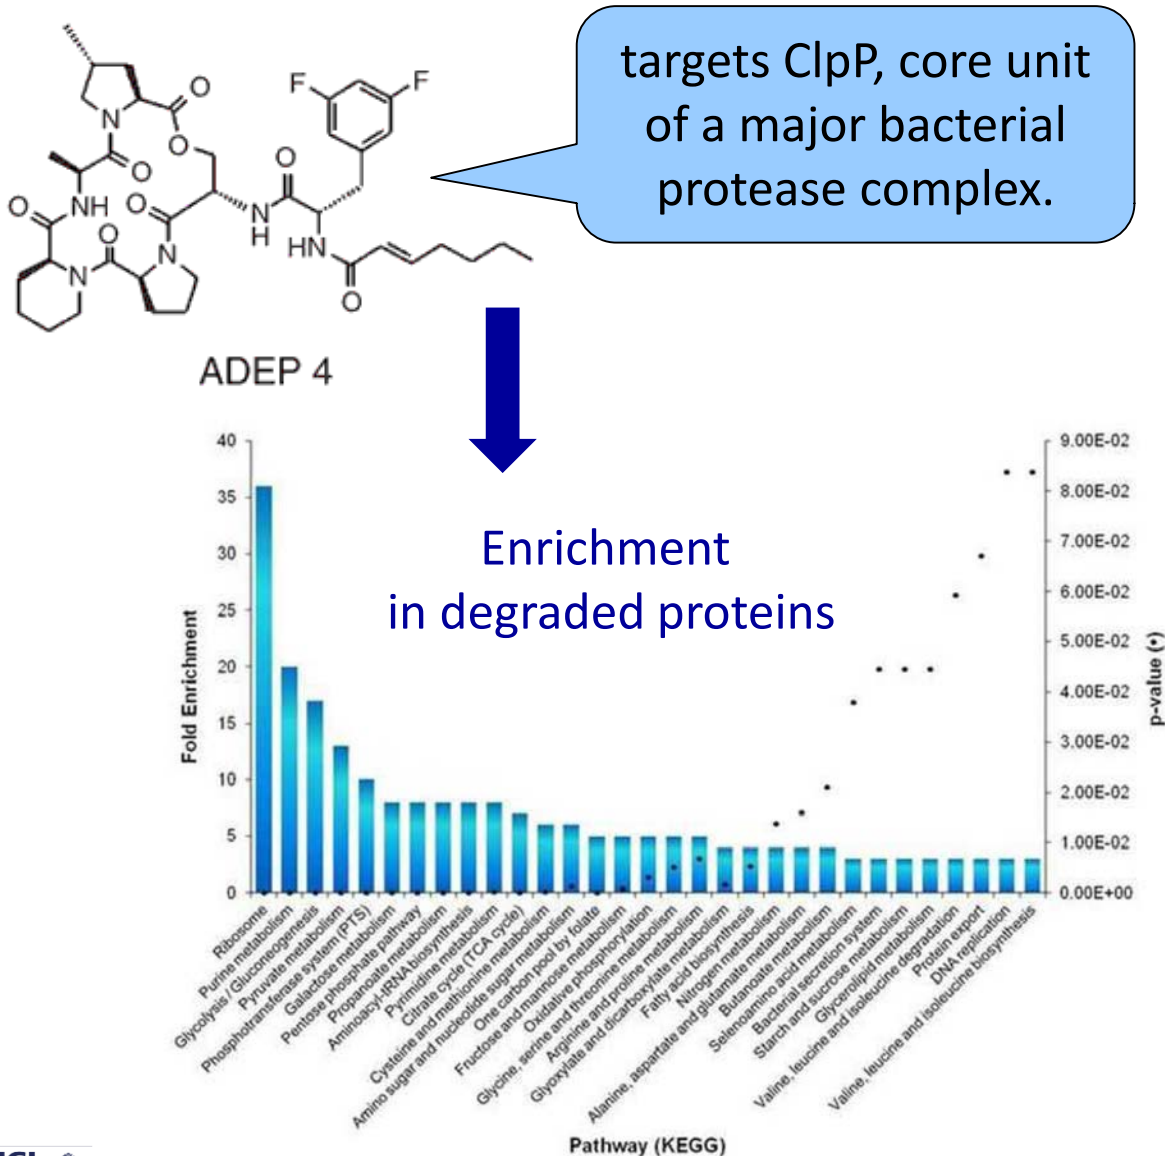 targets ClpP, core unit
of a major bacterial
protease complex.
F
F
O
N
O
O
O
O
NH
O
N
H
O
O
N
HN
N
O
O
ADEP 4
Enrichment
in degraded proteins
Fold Enrichment
40
35
30
25
20
15
10
5
0
9.00E-02
8.00E-02
7.00E-02
6.00E-02
5.00E-02
4.00E-02
3.00E-02
2.00E-02
1.00E-02
0.00E+00
p-value (•)
Ribosome
Purine metabolism
Glycolysis / Gluconeogenesis
Pyruvate metabolism
Phosphotransferase system (PTS)
Galactose metabolism
Pentose phosphate pathway
Propanoate metabolism
Aminoacyl-tRNA biosynthesis
Pyrimidine metabolism
Citrate cycle (TCA cycle)
Cysteine and methionine metabolism
Amino sugar and nucleotide sugar metabolism
One carbon pool by folate
Fructose and mannose metabolism
Oxidative phosphorylation
Glycine, serine and threonine metabolism
Arginine and proline metabolism
Glyoxylate and dicarboxylate metabolism
Fatty acid biosynthesis
Nitrogen metabolism
Alanine, aspartate and glutamate metabolism
Butanoate metabolism
Selenoamino acid metabolism
Bacterial secretion system
Starch and sucrose metabolism
Glycerolipid metabolism
Valine, leucine and isoleucine degradation
Protein export
DNA replication
Valine, leucine and isoleucine biosynthesis
Pathway (KEGG)